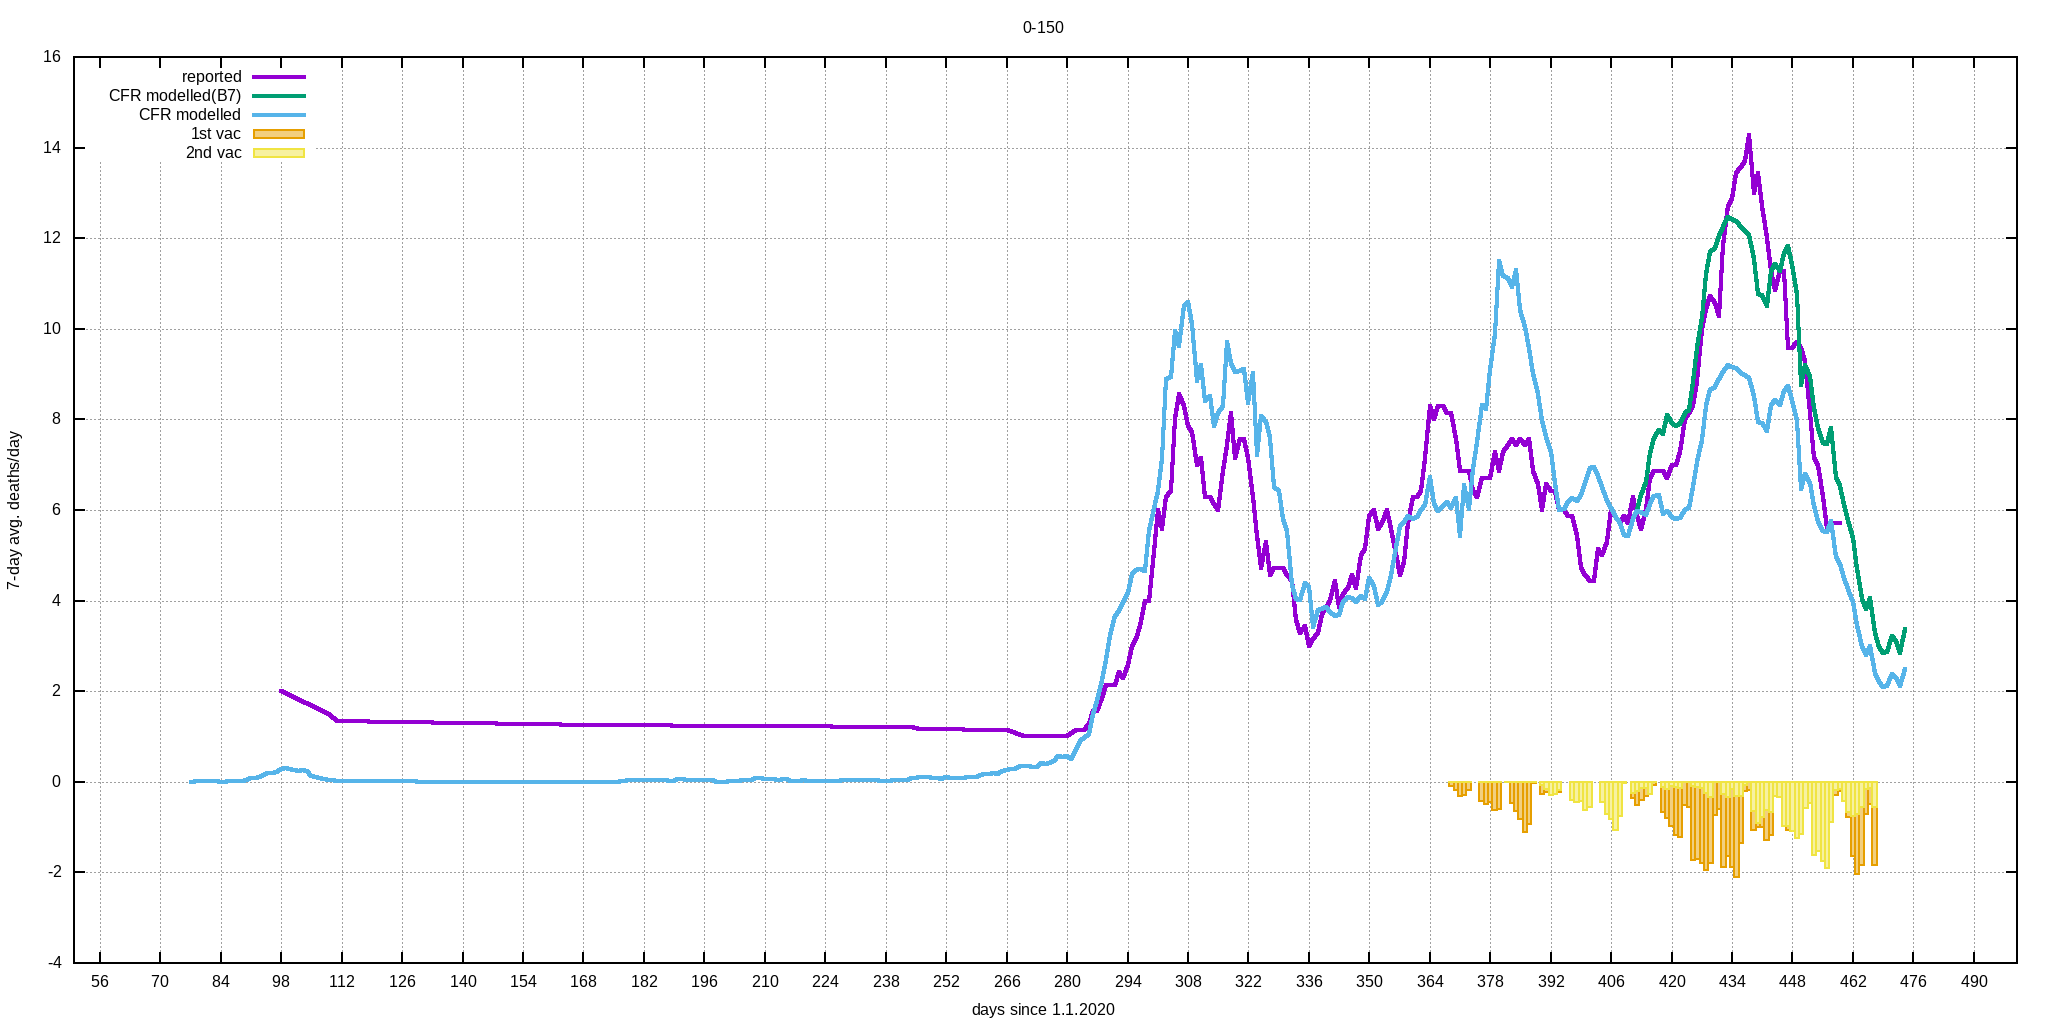 0-150
reported
CFR modelled(B7)
CFR modelled
1st vac
2nd vac
16
14
12
10
8
6
4
2
0
-2
-4
7-day avg. deaths/day
56 70 84 98 112 126 140 154 168 182 196 210 224 238 252 266 280 294 308 322 336 350 364 378 392 406 420 434 448 462 476 490
days since 1.1.2020